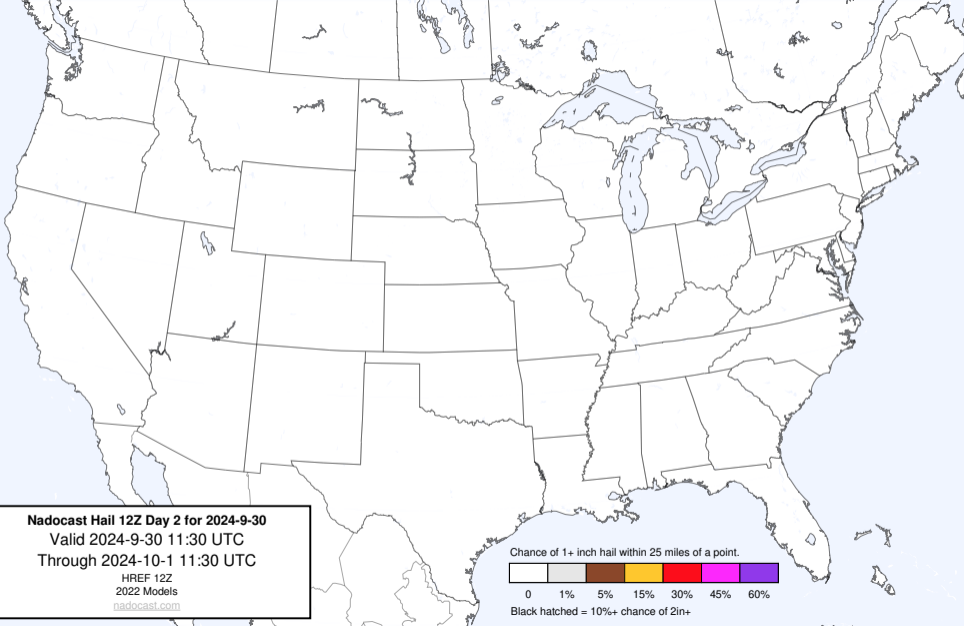 Nadocast Hail 12Z Day 2 for 2024-9-30
Valid 2024-9-30 11:30 UTC
Through 2024-10-1 11:30 UTC
HREF 12Z
2022 Models
nadocast.com
Chance of 1+ inch hail within 25 miles of a point.
0 1% 5% 15% 30% 45% 60%
Black hatched = 10%+ chance of 2in+